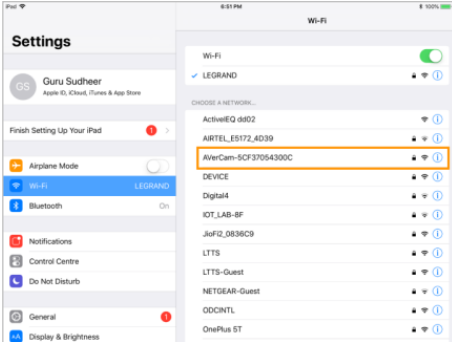 iPad
8:51 PM
100%
Settings
Wi-Fi
GS
Guru Sudheer
Apple ID, iCloud, iTunes & App Store
Finish Setting Up Your iPad
1
Airplane Mode
Wi-Fi
LEGRAND
Bluetooth
On
Notifications
Control Centre
Do Not Disturb
General
1
AA
Display & Brightness
Wi-Fi
LEGRAND
CHOOSE A NETWORK...
ActivelEQ dd02
AIRTEL_E5172_4D39
AVerCam-5CF37054300C
DEVICE
Digital4
IOT_LAB-8F
JioFi2_0836C9
LTTS
LTTS-Guest
NETGEAR-Guest
ODCINTL
OnePlus 5T